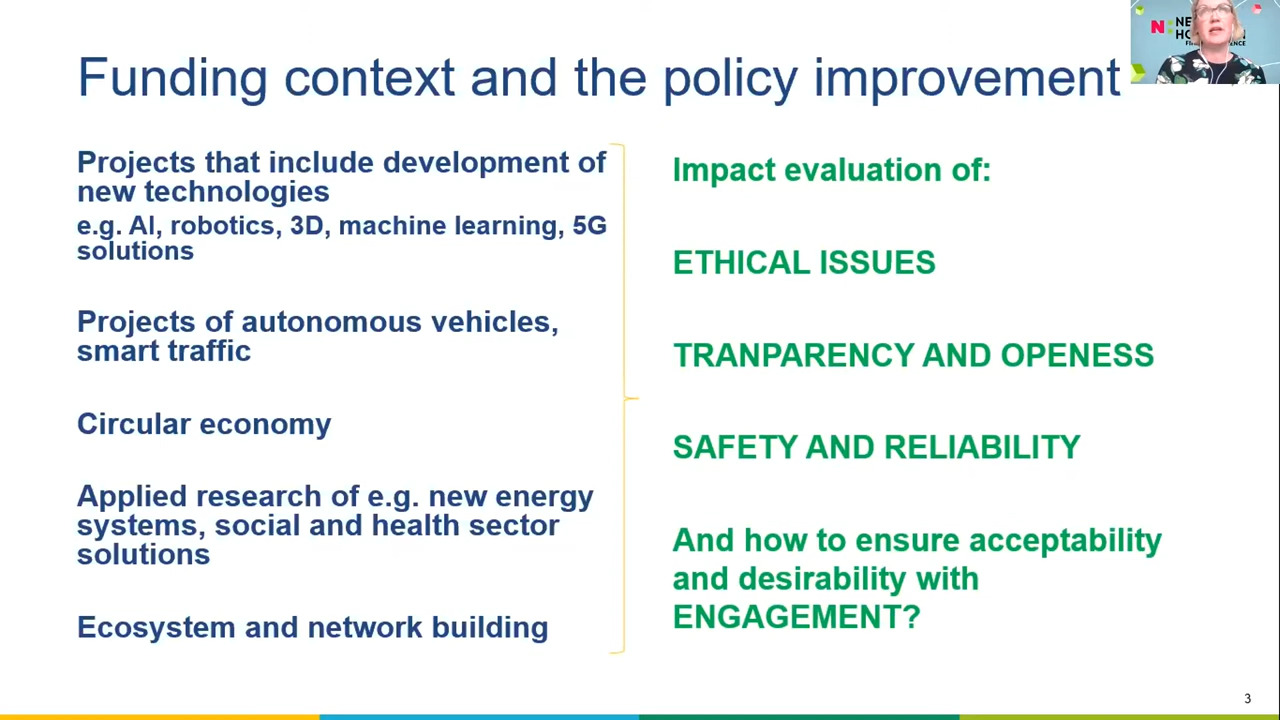 Funding context and the policy improvement
Projects that include development of
new technologies
e.g. AI, robotics, 3D, machine learning, 5G
solutions
Projects of autonomous vehicles,
smart traffic
Circular economy
Applied research of e.g. new energy
systems, social and health sector
solutions
Ecosystem and network building
Impact evaluation of:
ETHICAL ISSUES
TRANPARENCY AND OPENESS
SAFETY AND RELIABILITY
And how to ensure acceptability
and desirability with
ENGAGEMENT?
3